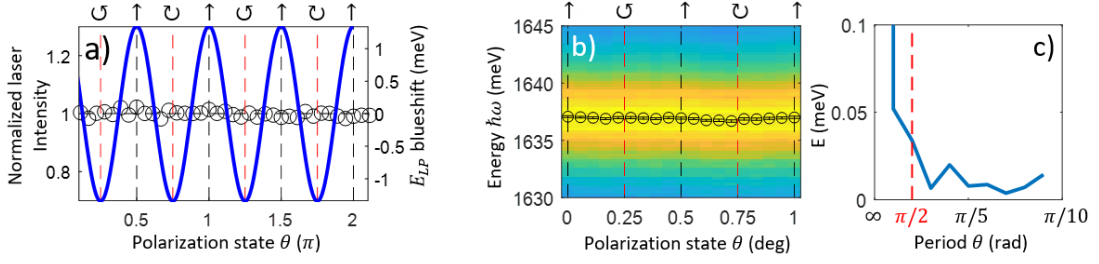 ↺ ↑ ↻ ↑ ↺ ↑ ↻ ↑
a)
Normalized laser
Intensity
1.2
1
0.8
0.5 1 1.5 2
Polarization state θ (π)
1
0.5
0
-0.5
-1
E_LP blueshift (meV)
↑ ↺ ↑ ↻ ↑
b)
Energy ħω (meV)
1645
1640
1635
1630
0 0.25 0.5 0.75 1
Polarization state θ (deg)
c)
E (meV)
0.1
0.05
0
∞ π/2 π/5 π/10
Period θ (rad)